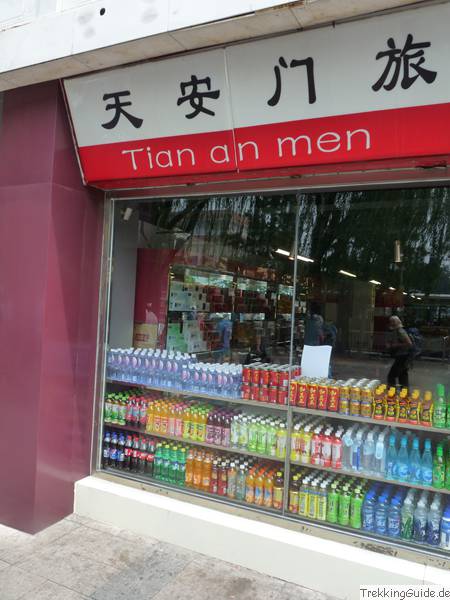 天安门旅
Tian an men
TrekkingGuide.de